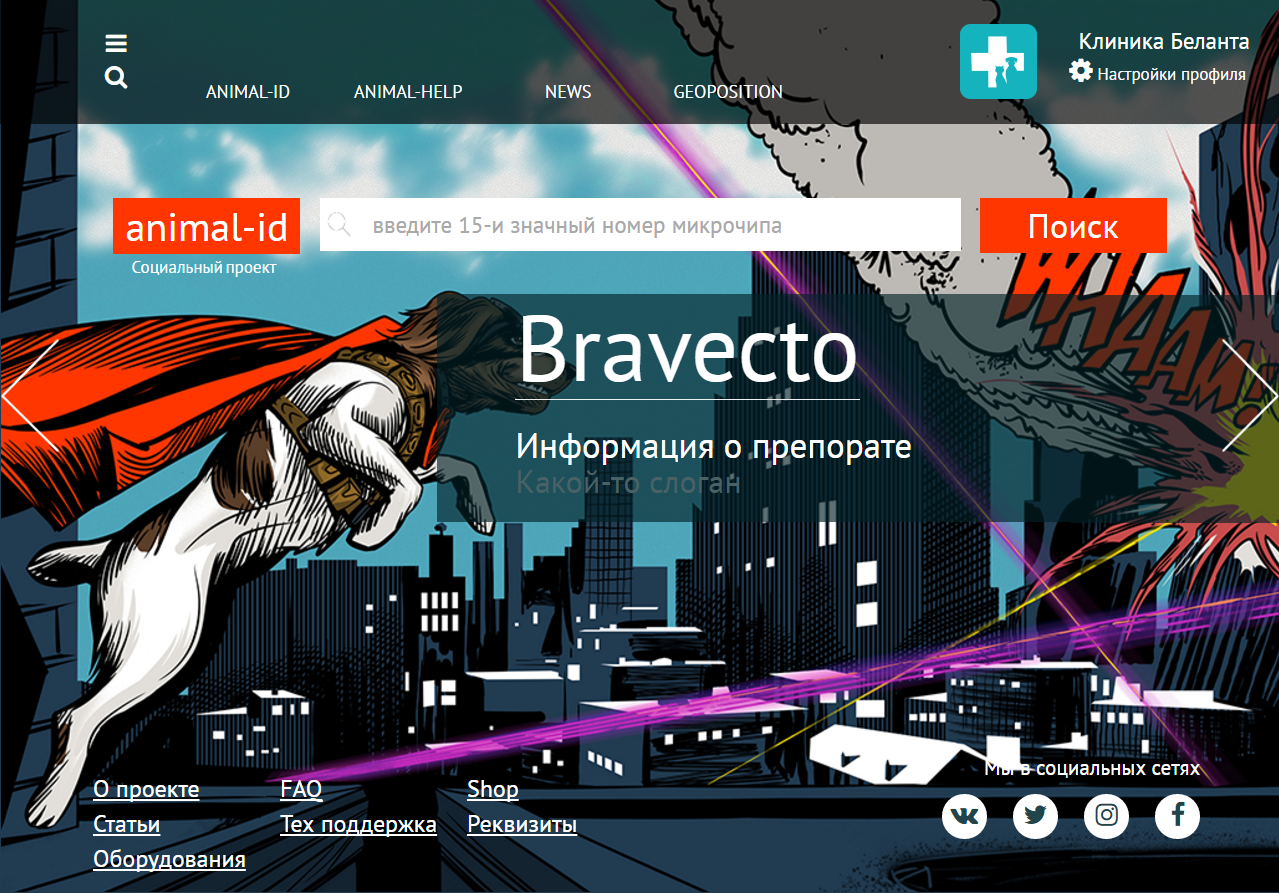 Клиника Беланта
Настройки профиля
ANIMAL-ID ANIMAL-HELP NEWS GEOPOSITION
animal-id введите 15-и значный номер микрочипа Поиск
Социальный проект
WHAAM!
Bravecto
Информация о препорате
Какой-то слоган
Мы в социальных сетях
О проекте FAQ Shop
Статьи Тех поддержка Реквизиты
Оборудования